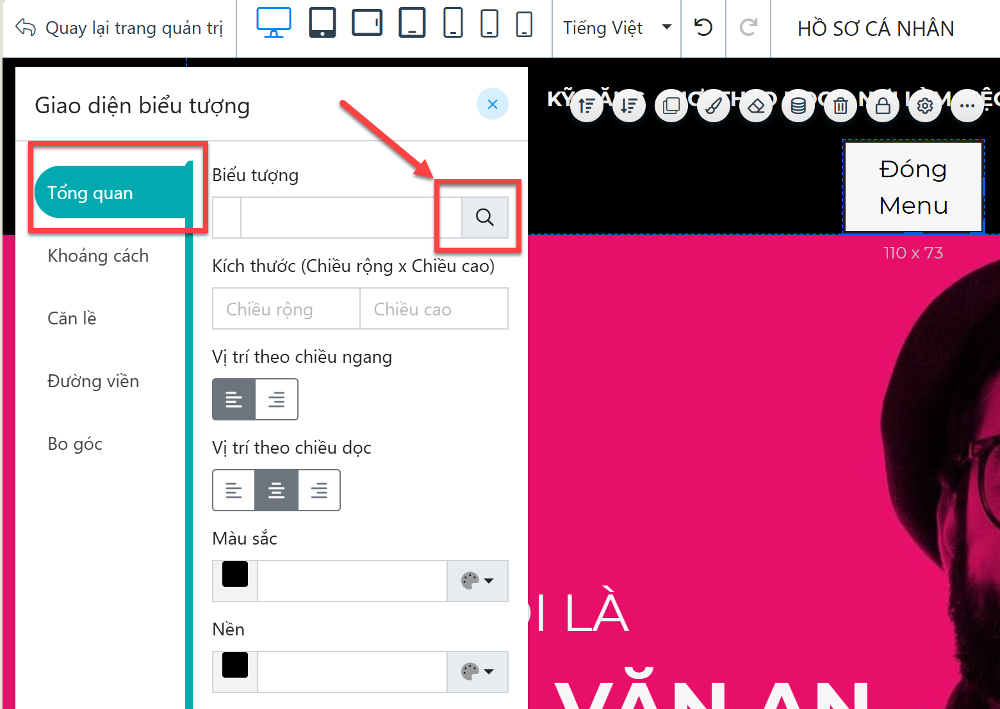 Quay lại trang quản trị
Tiếng Việt
HỒ SƠ CÁ NHÂN
Giao diện biểu tượng
Tổng quan
Khoảng cách
Căn lề
Đường viền
Bo góc
Biểu tượng
Kích thước (Chiều rộng x Chiều cao)
Chiều rộng
Chiều cao
Vị trí theo chiều ngang
Vị trí theo chiều dọc
Màu sắc
Nền
Đóng
Menu
110 x 73
LÀ
VĂN AN